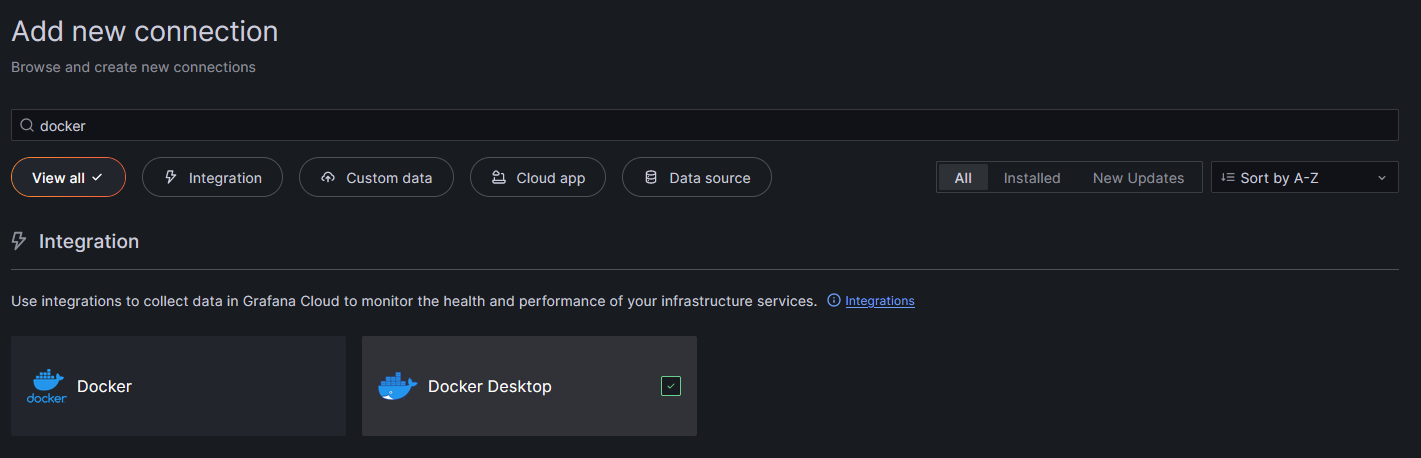 Add new connection
Browse and create new connections
docker
View all
Integration
Custom data
Cloud app
Data source
All
Installed
New Updates
Sort by A-Z
Integration
Use integrations to collect data in Grafana Cloud to monitor the health and performance of your infrastructure services. Integrations
docker
Docker
Docker Desktop